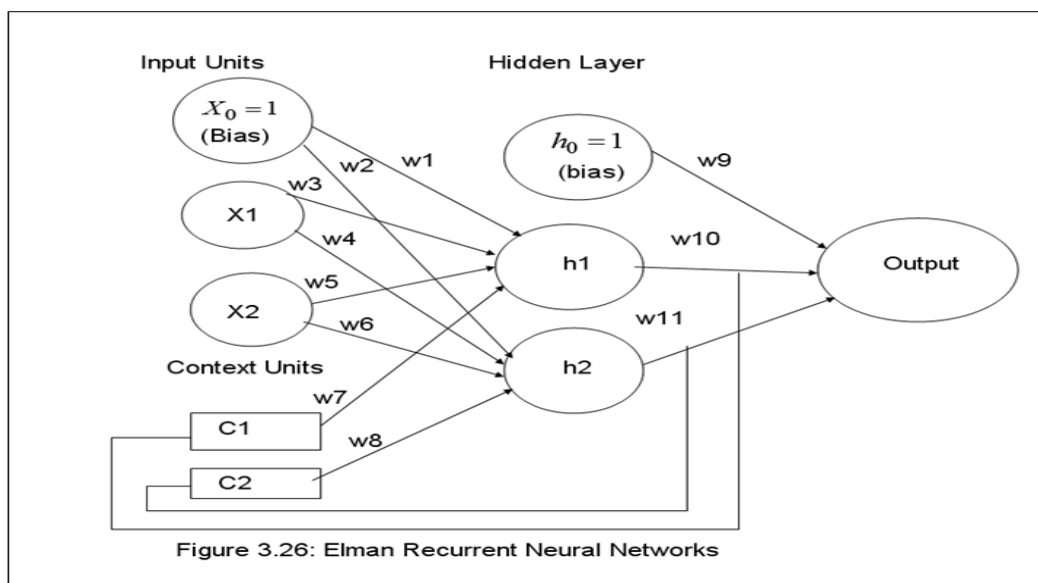 Input Units
Hidden Layer
X₀ = 1
(Bias)
h₀ = 1
(bias)
w1
w2
w9
w3
X1
w4
w10
h1
Output
w5
X2
w6
w11
Context Units
h2
w7
C1
w8
C2
Figure 3.26: Elman Recurrent Neural Networks